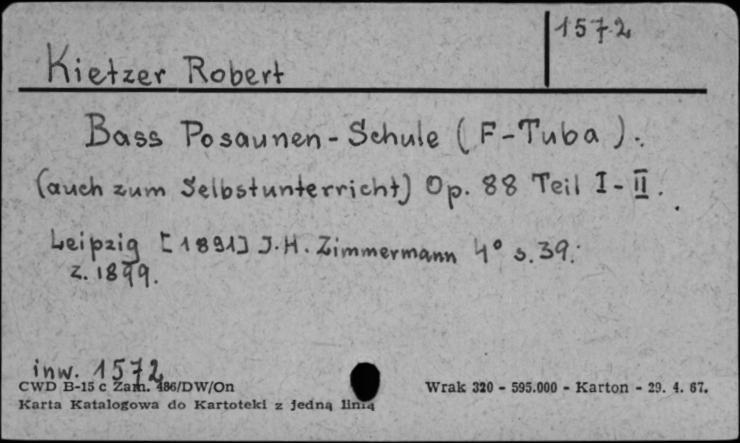 1572
Kietzer Robert
Bass Posaunen - Schule (F-Tuba).
(auch zum Selbstunterricht) Op. 88 Teil I - II.
Leipzig [1891] J. H. Zimmermann 4° s. 39.
z. 1899.
inw. 1572
CWD B-15 c Zam. 486/DW/On Wrak 320 - 595.000 - Karton - 29. 4. 67.
Karta Katalogowa do Kartoteki z jedną linią